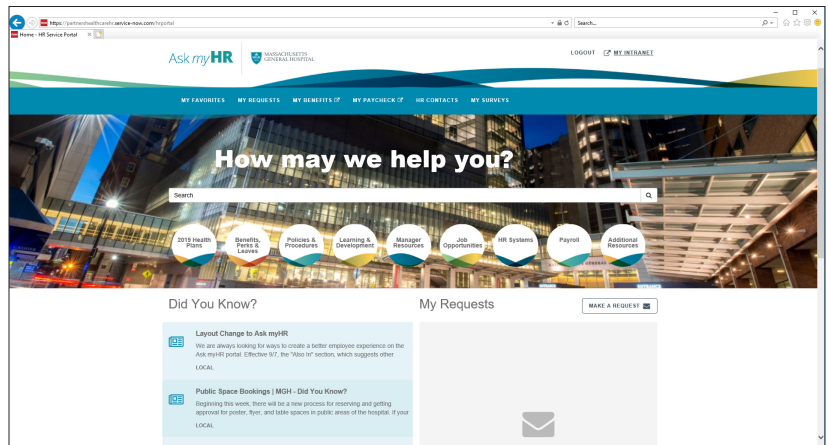 https://partnershealthcarehr.service-now.com/hrportal
Search...
Home - HR Service Portal
Ask myHR
MASSACHUSETTS
GENERAL HOSPITAL
LOGOUT
MY INTRANET
MY FAVORITES
MY REQUESTS
MY BENEFITS
MY PAYCHECK
HR CONTACTS
MY SURVEYS
How may we help you?
Search
2019 Health
Plans
Benefits,
Perks &
Leaves
Policies &
Procedures
Learning &
Development
Manager
Resources
Job
Opportunities
HR Systems
Payroll
Additional
Resources
Did You Know?
My Requests
MAKE A REQUEST
Layout Change to Ask myHR
We are always looking for ways to create a better employee experience on the
Ask myHR portal. Effective 9/7, the "Also In" section, which suggests other
LOCAL
Public Space Bookings | MGH - Did You Know?
Beginning this week, there will be a new process for reserving and getting
approval for poster, flyer, and table spaces in public areas of the hospital. If your
LOCAL